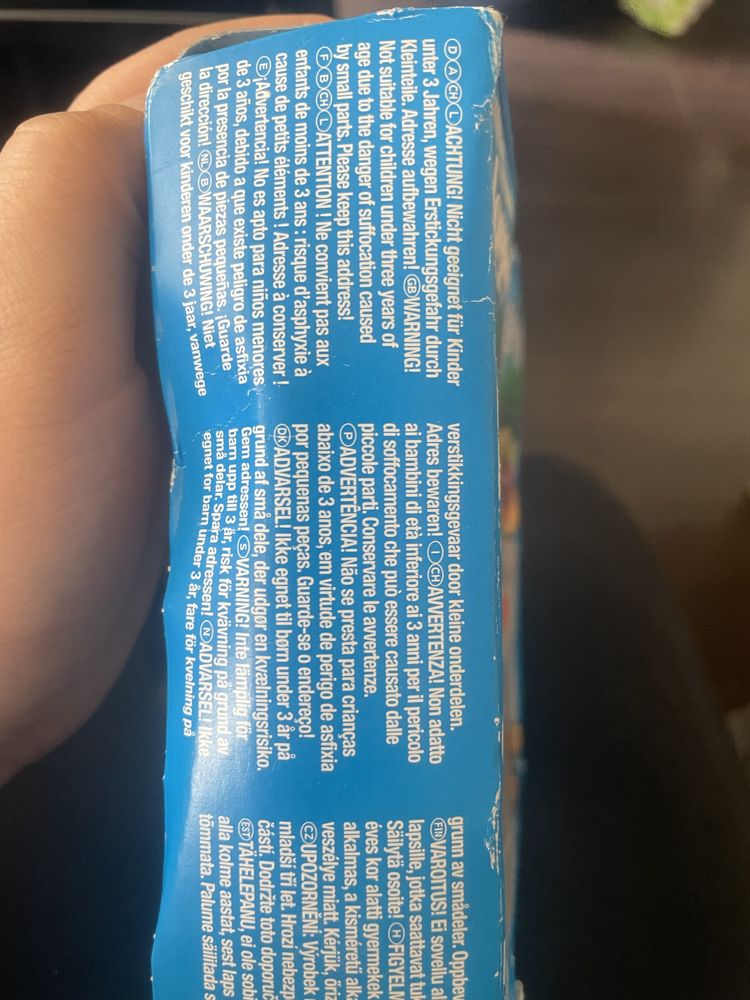 (D)(A)(CH)(L)ACHTUNG! Nicht geeignet für Kinder
unter 3 Jahren, wegen Erstickungsgefahr durch
Kleinteile. Adresse aufbewahren! (GB)WARNING!
Not suitable for children under three years of
age due to the danger of suffocation caused
by small parts. Please keep this address!
(F)(B)(CH)(L)ATTENTION ! Ne convient pas aux
enfants de moins de 3 ans : risque d'asphyxie à
cause de petits éléments ! Adresse à conserver !
(E)¡Advertencia! No es apto para niños menores
de 3 años, debido a que existe peligro de asfixia
por la presencia de piezas pequeñas. ¡Guarde
la dirección! (NL)(B)WAARSCHUWING! Niet
geschikt voor kinderen onder de 3 jaar, vanwege
verstikkingsgevaar door kleine onderdelen.
Adres bewaren! (I)(CH)AVVERTENZA! Non adatto
ai bambini di età inferiore ai 3 anni per il pericolo
di soffocamento che può essere causato dalle
piccole parti. Conservare le avvertenze.
(P)ADVERTÊNCIA! Não se presta para crianças
abaixo de 3 anos, em virtude de perigo de asfixia
por pequenas peças. Guarde-se o endereço!
(DK)ADVARSEL! Ikke egnet til børn under 3 år på
grund af små dele, der udgør en kvælningsrisiko.
Gem adressen! (S)VARNING! Inte lämplig för
barn upp till 3 år, risk för kvävning på grund av
små delar. Spara adressen! (N)ADVARSEL! Ikke
egnet for barn under 3 år, fare för kvelning på
grunn av smådeler. Oppbev
(FIN)VAROITUS! Ei sovellu al
lapsille, jotka saattavat tuk
Säilytä osoite! (H)FIGYELM
éves kor alatti gyermekek
alkalmas, a kisméretű alka
veszélye miatt. Kérjük, őriz
(CZ)UPOZORNĚNÍ: Výrobek
mladší tří let. Hrozí nebezpe
částí. Dodržte toto doporuč
(EST)TÄHELEPANU, ei ole sobi
alla kolme aastat, sest laps
tõmmata. Palume säilitada s